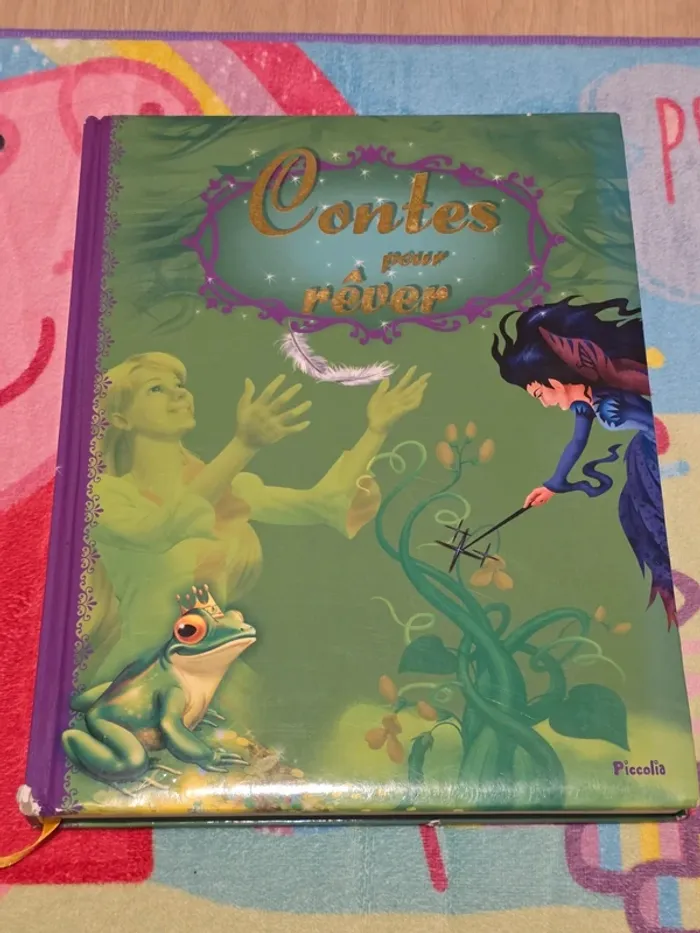 Contes
pour
rêver
Piccolia